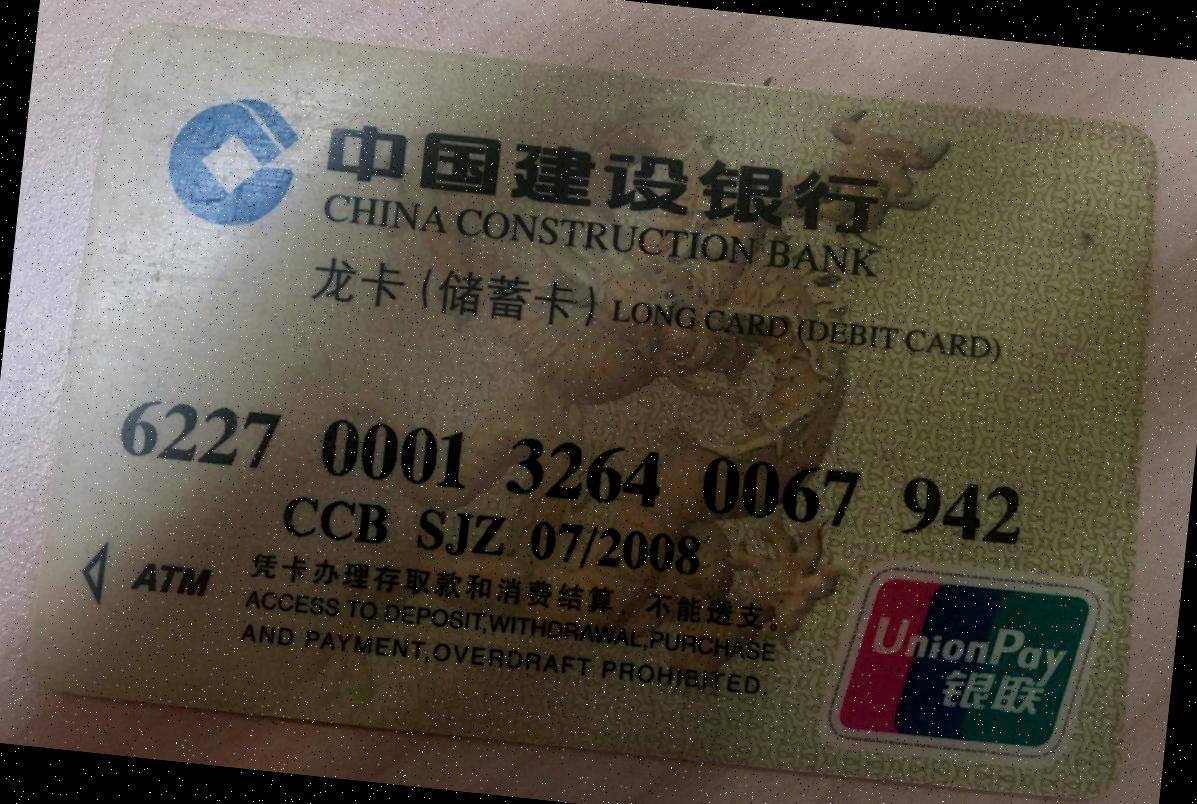 中国建设银行
CHINA CONSTRUCTION BANK
龙卡(储蓄卡) LONG CARD (DEBIT CARD)
6227 0001 3264 0067 942
CCB SJZ 07/2008
ATM
凭卡办理存取款和消费结算，不能透支。
ACCESS TO DEPOSIT,WITHDRAWAL,PURCHASE
AND PAYMENT,OVERDRAFT PROHIBITED.
UnionPay
银联